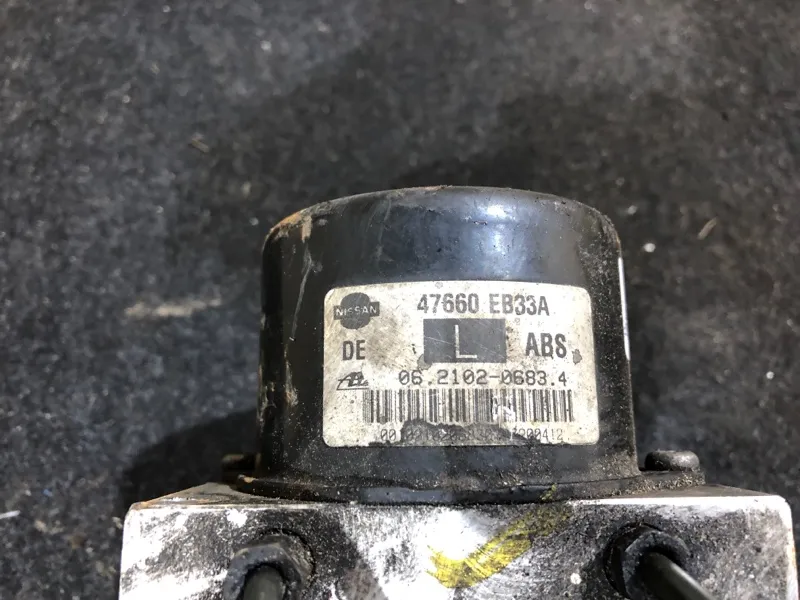 NISSAN 47660 EB33A
DE L ABS
06.2102-0683.4